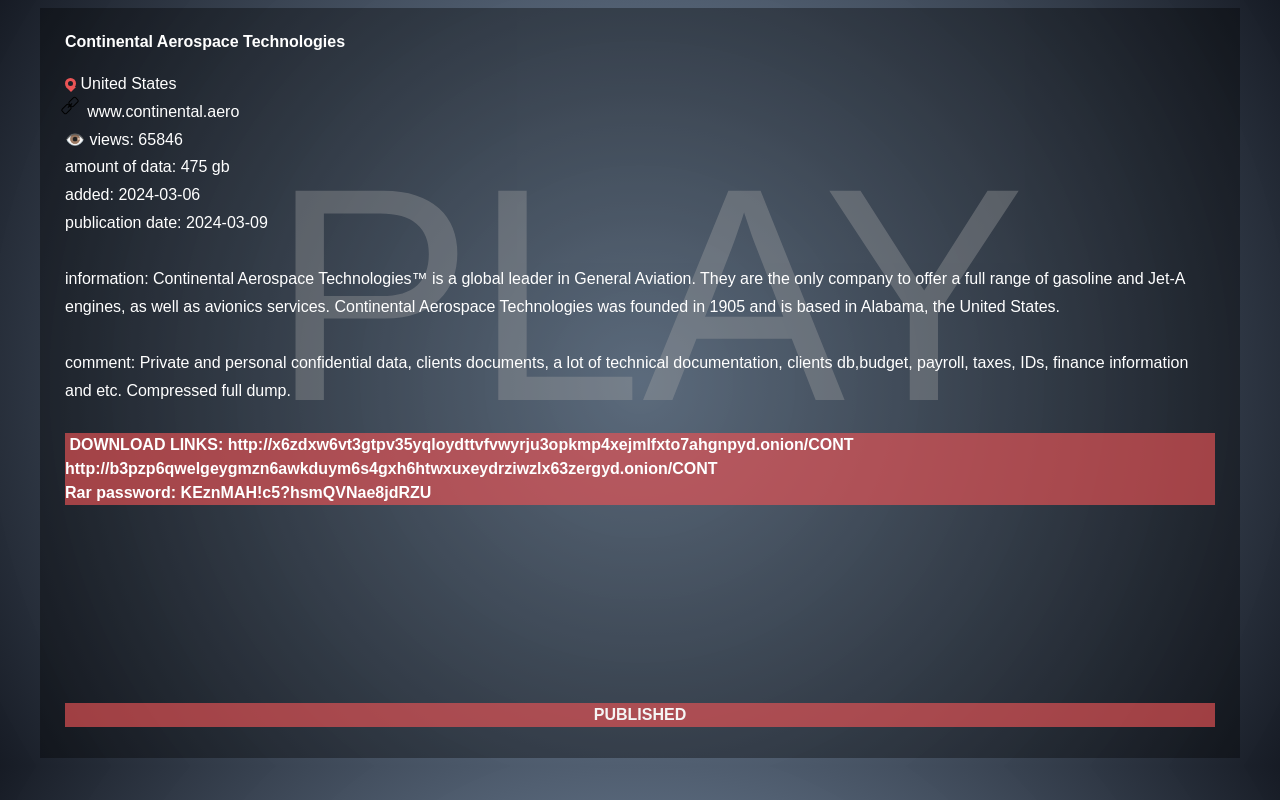 PLAY
Continental Aerospace Technologies
United States
www.continental.aero
views: 65846
amount of data: 475 gb
added: 2024-03-06
publication date: 2024-03-09
information: Continental Aerospace Technologies™ is a global leader in General Aviation. They are the only company to offer a full range of gasoline and Jet-A
engines, as well as avionics services. Continental Aerospace Technologies was founded in 1905 and is based in Alabama, the United States.
comment: Private and personal confidential data, clients documents, a lot of technical documentation, clients db,budget, payroll, taxes, IDs, finance information
and etc. Compressed full dump.
DOWNLOAD LINKS: http://x6zdxw6vt3gtpv35yqloydttvfvwyrju3opkmp4xejmlfxto7ahgnpyd.onion/CONT
http://b3pzp6qwelgeygmzn6awkduym6s4gxh6htwxuxeydrziwzlx63zergyd.onion/CONT
Rar password: KEznMAH!c5?hsmQVNae8jdRZU
PUBLISHED